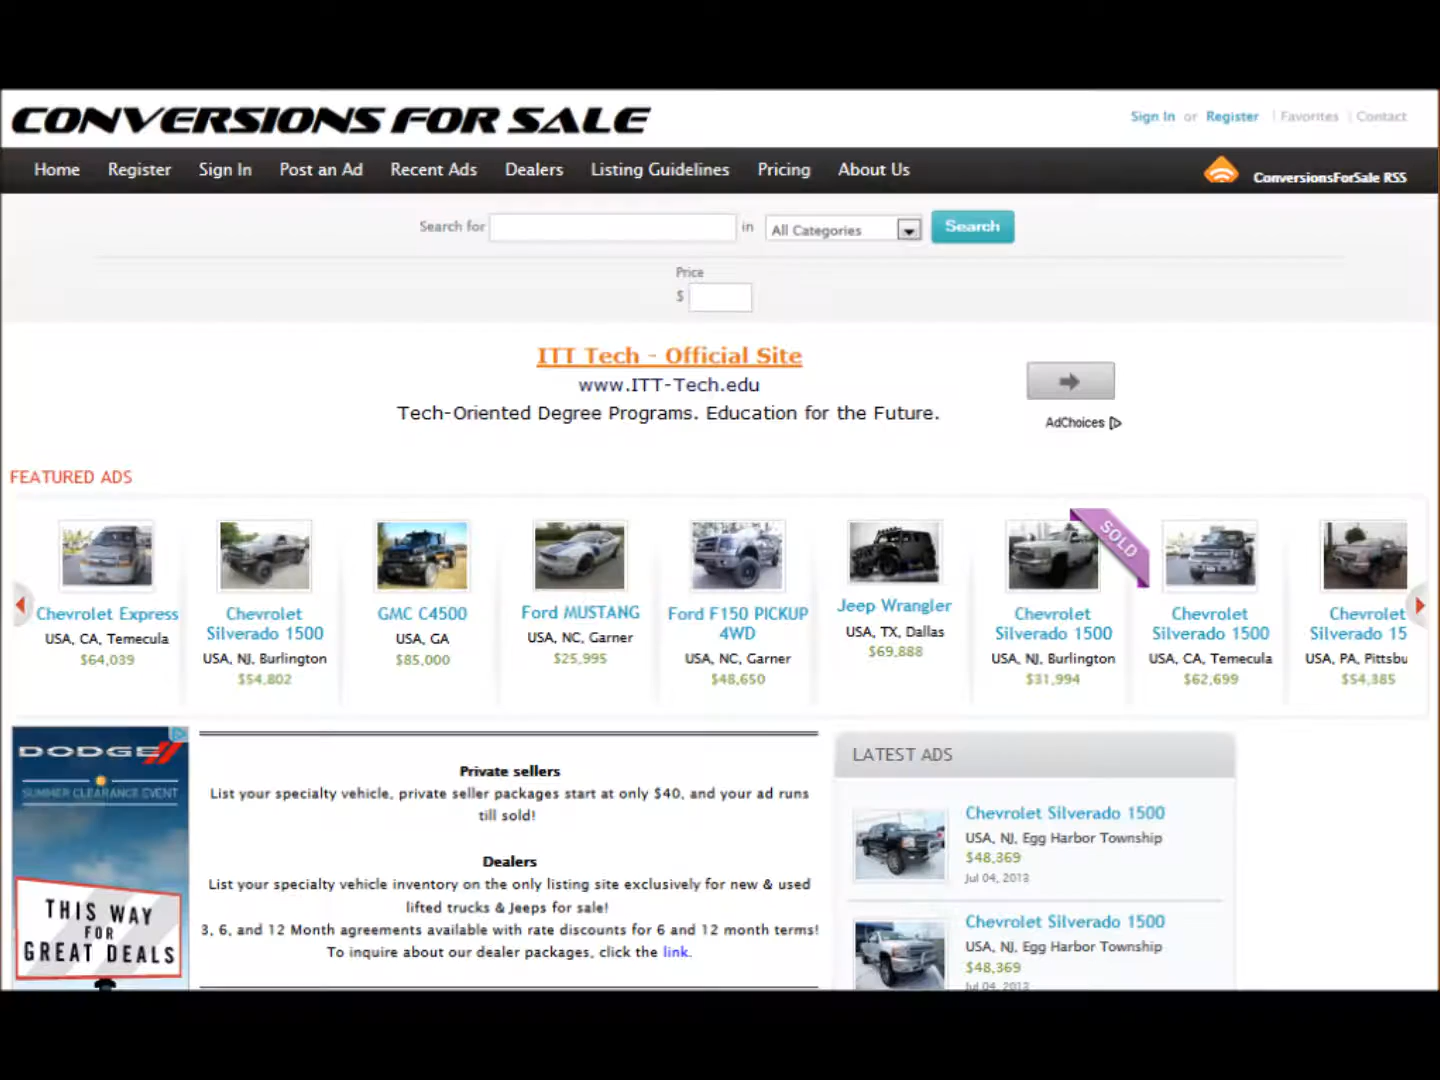 CONVERSIONS FOR SALE
Sign In or Register | Favorites | Contact
Home Register Sign In Post an Ad Recent Ads Dealers Listing Guidelines Pricing About Us ConversionsForSale RSS
Search for in All Categories Search
Price
$
ITT Tech - Official Site
www.ITT-Tech.edu
Tech-Oriented Degree Programs. Education for the Future.
AdChoices
FEATURED ADS
Chevrolet Express
USA, CA, Temecula
$64,039
Chevrolet
Silverado 1500
USA, NJ, Burlington
$54,802
GMC C4500
USA, GA
$85,000
Ford MUSTANG
USA, NC, Garner
$25,995
Ford F150 PICKUP
4WD
USA, NC, Garner
$48,650
Jeep Wrangler
USA, TX, Dallas
$69,888
SOLD
Chevrolet
Silverado 1500
USA, NJ, Burlington
$31,994
Chevrolet
Silverado 1500
USA, CA, Temecula
$62,699
Chevrolet
Silverado 15
USA, PA, Pittsbu
$54,385
DODGE
SUMMER CLEARANCE EVENT
THIS WAY
FOR
GREAT DEALS
Private sellers
List your specialty vehicle, private seller packages start at only $40, and your ad runs
till sold!
Dealers
List your specialty vehicle inventory on the only listing site exclusively for new & used
lifted trucks & Jeeps for sale!
3, 6, and 12 Month agreements available with rate discounts for 6 and 12 month terms!
To inquire about our dealer packages, click the link.
LATEST ADS
Chevrolet Silverado 1500
USA, NJ, Egg Harbor Township
$48,369
Jul 04, 2013
Chevrolet Silverado 1500
USA, NJ, Egg Harbor Township
$48,369
Jul 04, 2013